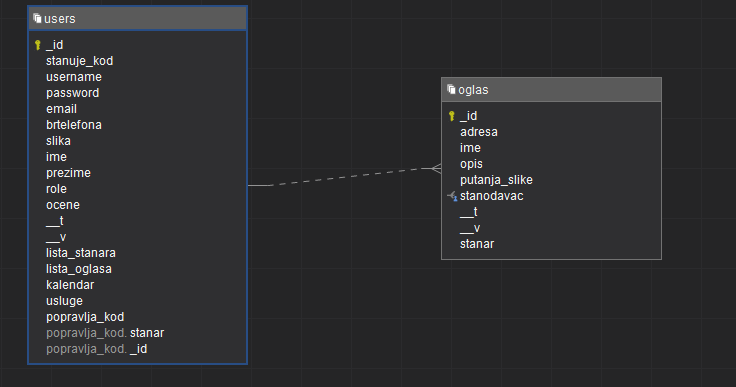 users
_id
stanuje_kod
username
password
email
brtelefona
slika
ime
prezime
role
ocene
__t
__v
lista_stanara
lista_oglasa
kalendar
usluge
popravlja_kod
popravlja_kod. stanar
popravlja_kod. _id
oglas
_id
adresa
ime
opis
putanja_slike
stanodavac
__t
__v
stanar